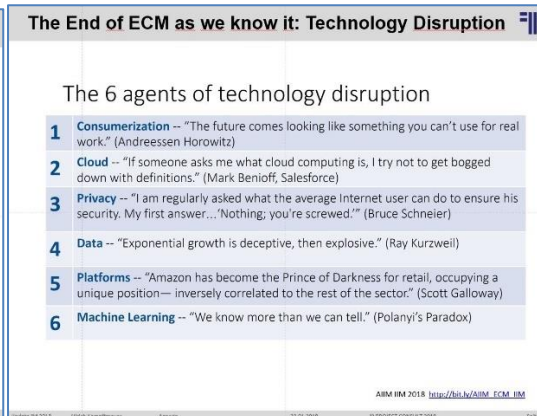 The End of ECM as we know it: Technology Disruption
The 6 agents of technology disruption
1 Consumerization -- “The future comes looking like something you can’t use for real
work.” (Andreessen Horowitz)
2 Cloud -- “If someone asks me what cloud computing is, I try not to get bogged
down with definitions.” (Mark Benioff, Salesforce)
3 Privacy -- “I am regularly asked what the average Internet user can do to ensure his
security. My first answer...‘Nothing; you’re screwed.’” (Bruce Schneier)
4 Data -- “Exponential growth is deceptive, then explosive.” (Ray Kurzweil)
5 Platforms -- “Amazon has become the Prince of Darkness for retail, occupying a
unique position— inversely correlated to the rest of the sector.” (Scott Galloway)
6 Machine Learning -- “We know more than we can tell.” (Polanyi’s Paradox)
AIIM IIM 2018 http://bit.ly/AIIM_ECM_IIM